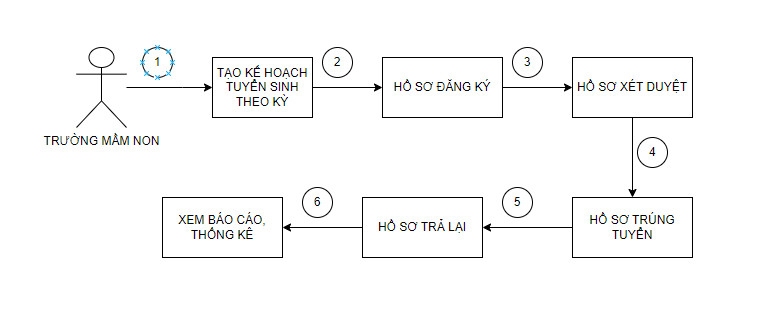 1
TRƯỜNG MẦM NON
TẠO KẾ HOẠCH
TUYỂN SINH
THEO KỲ
2
HỒ SƠ ĐĂNG KÝ
3
HỒ SƠ XÉT DUYỆT
4
HỒ SƠ TRÚNG
TUYỂN
5
HỒ SƠ TRẢ LẠI
6
XEM BÁO CÁO,
THỐNG KÊ